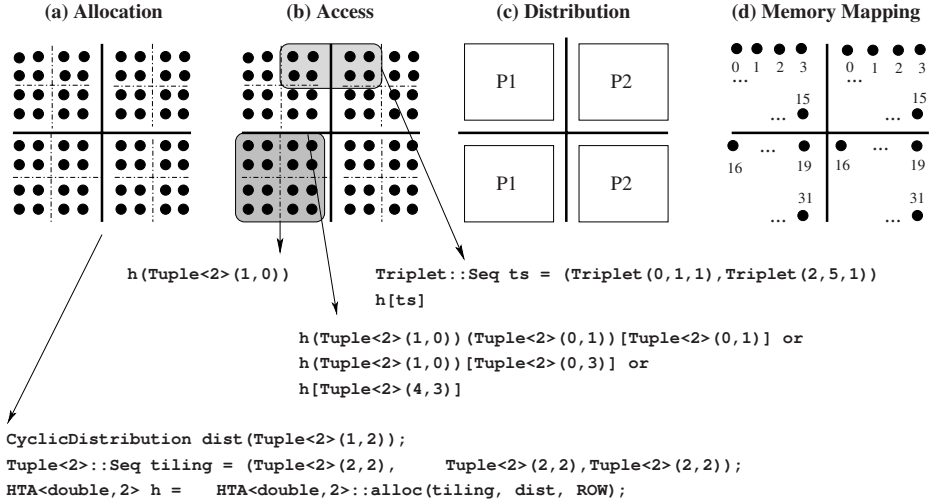 (a) Allocation (b) Access (c) Distribution (d) Memory Mapping
0 1 2 3 0 1 2 3
... ...
P1 P2
15 15
... ...
... ...
16 19 16 19
P1 P2
31 31
... ...
h(Tuple<2>(1,0)) Triplet::Seq ts = (Triplet(0,1,1),Triplet(2,5,1))
h[ts]
h(Tuple<2>(1,0))(Tuple<2>(0,1))[Tuple<2>(0,1)] or
h(Tuple<2>(1,0))[Tuple<2>(0,3)] or
h[Tuple<2>(4,3)]
CyclicDistribution dist(Tuple<2>(1,2));
Tuple<2>::Seq tiling = (Tuple<2>(2,2), Tuple<2>(2,2),Tuple<2>(2,2));
HTA<double,2> h = HTA<double,2>::alloc(tiling, dist, ROW);